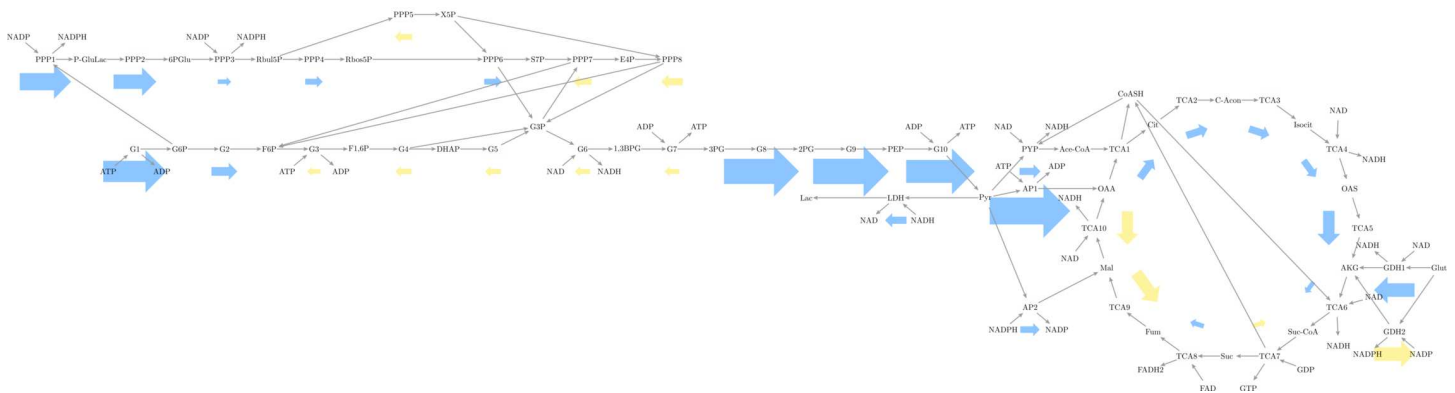 PPP5 X5P
NADP NADPH NADP NADPH
PPP1 P-GluLac PPP2 6PGlu PPP3 Rbul5P PPP4 Rbos5P PPP6 S7P PPP7 E4P PPP8
CoASH TCA2 C-Acon TCA3
NAD
G3P ADP ATP ADP ATP NAD NADH Cit Isocit
G1 G6P G2 F6P G3 F1,6P G4 DHAP G5 G6 1,3BPG G7 3PG G8 2PG G9 PEP G10 PYP Ace-CoA TCA1 TCA4
NADH
ATP ADP ATP ADP NAD NADH ATP ADP
AP1 OAA OAS
Lac LDH Pyr NADH
NAD NADH TCA10 TCA5
NADH NAD
NAD
Mal AKG GDH1 Glut
NAD
AP2 TCA9 TCA6
NADPH NADP Fum Suc-CoA GDH2
NADH NADPH NADP
TCA8 Suc TCA7
FADH2 GDP
FAD GTP